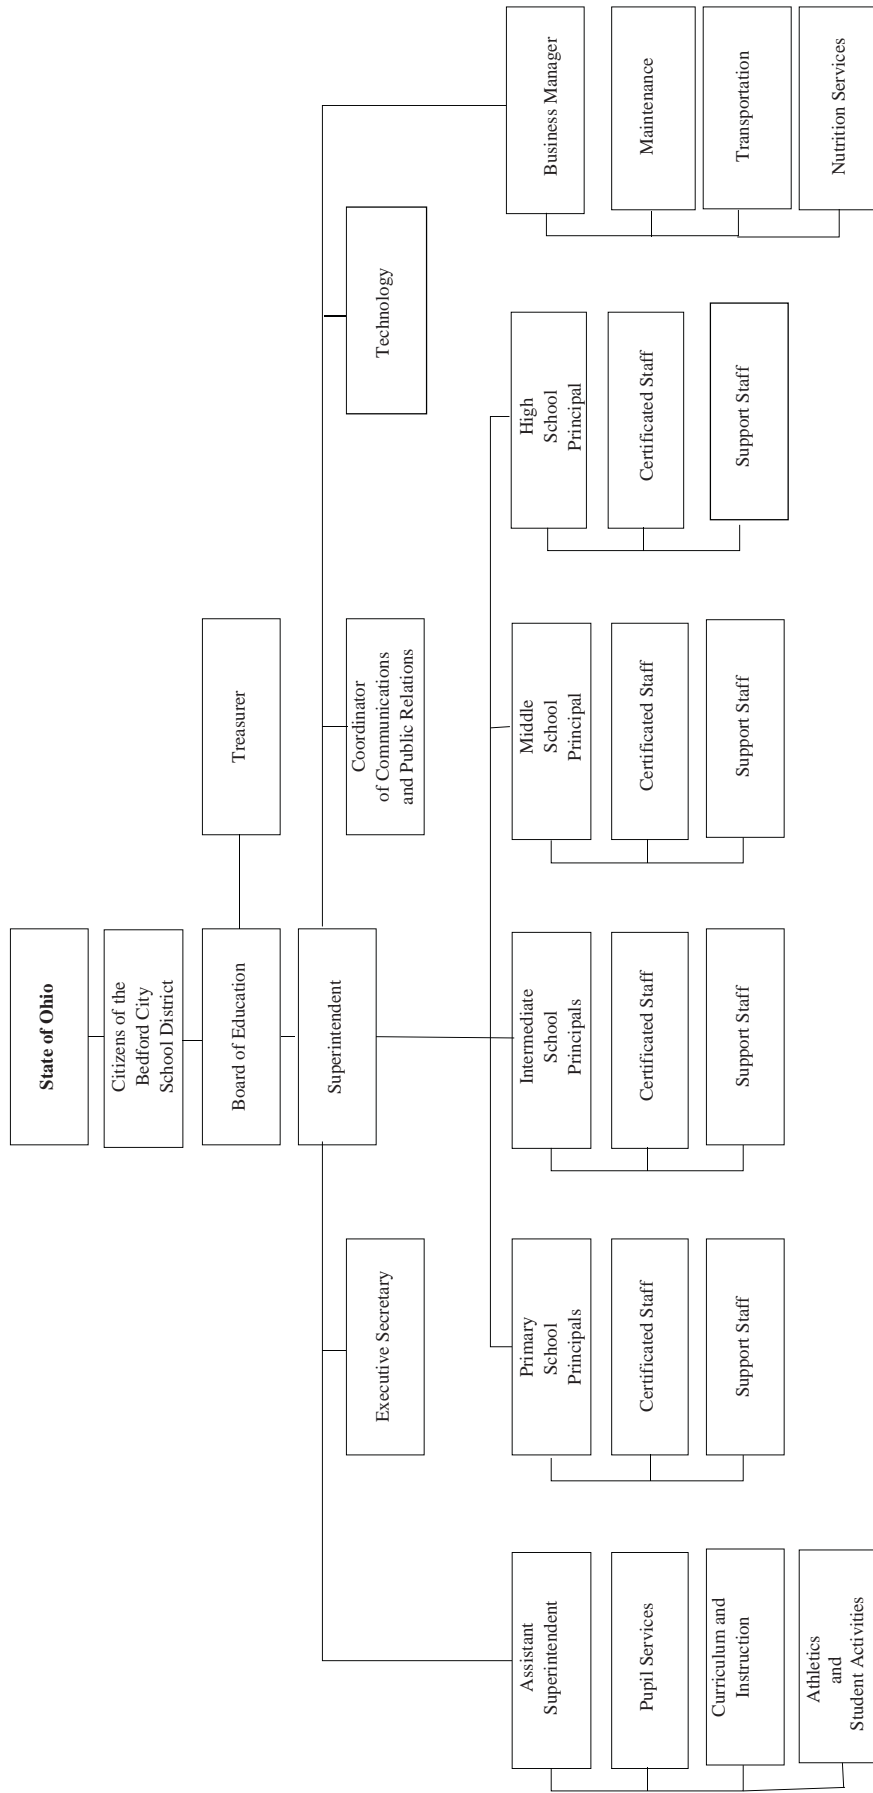 State of Ohio
Citizens of the
Bedford City
School District
Board of Education
Treasurer
Superintendent
Executive Secretary
Coordinator
of Communications
and Public Relations
Technology
Assistant
Superintendent
Pupil Services
Curriculum and
Instruction
Athletics
and
Student Activities
Primary
School
Principals
Certificated Staff
Support Staff
Intermediate
School
Principals
Certificated Staff
Support Staff
Middle
School
Principal
Certificated Staff
Support Staff
High
School
Principal
Certificated Staff
Support Staff
Business Manager
Maintenance
Transportation
Nutrition Services